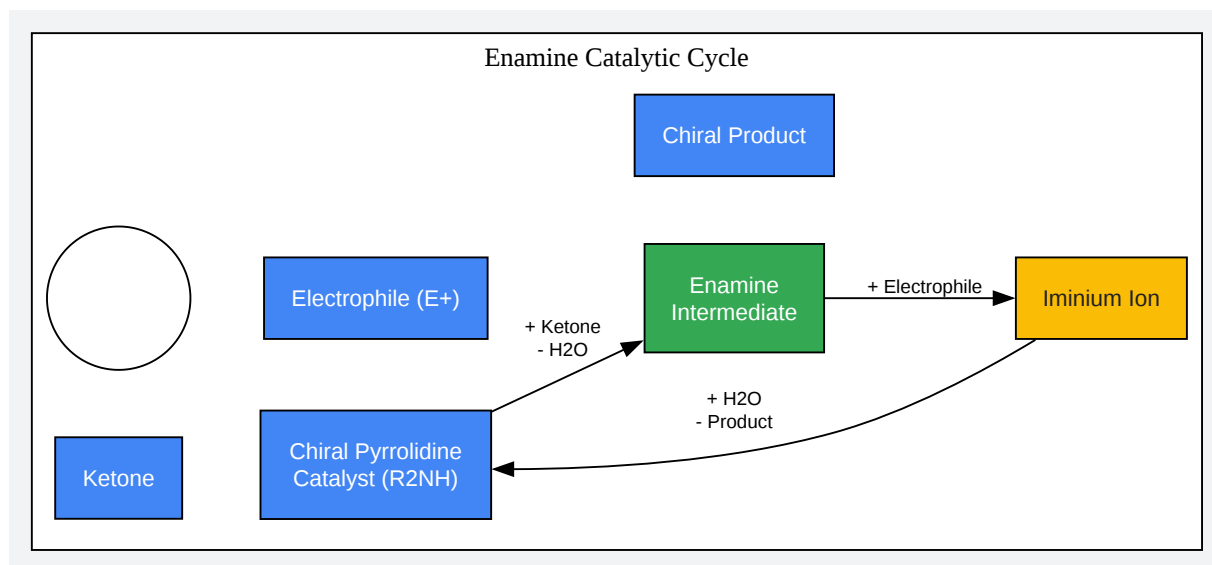 Enamine Catalytic Cycle
Chiral Product
Electrophile (E+)
+ Ketone
- H2O
Enamine
Intermediate
+ Electrophile
Iminium Ion
+ H2O
- Product
Chiral Pyrrolidine
Catalyst (R2NH)
Ketone